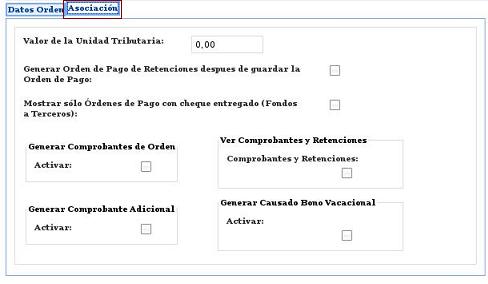 Datos Orden Asociación
Valor de la Unidad Tributaria: 0,00
Generar Orden de Pago de Retenciones despues de guardar la
Orden de Pago:
Mostrar sólo Órdenes de Pago con cheque entregado (Fondos
a Terceros):
Generar Comprobantes de Orden
Activar:
Ver Comprobantes y Retenciones
Comprobantes y Retenciones:
Generar Comprobante Adicional
Activar:
Generar Causado Bono Vacacional
Activar: